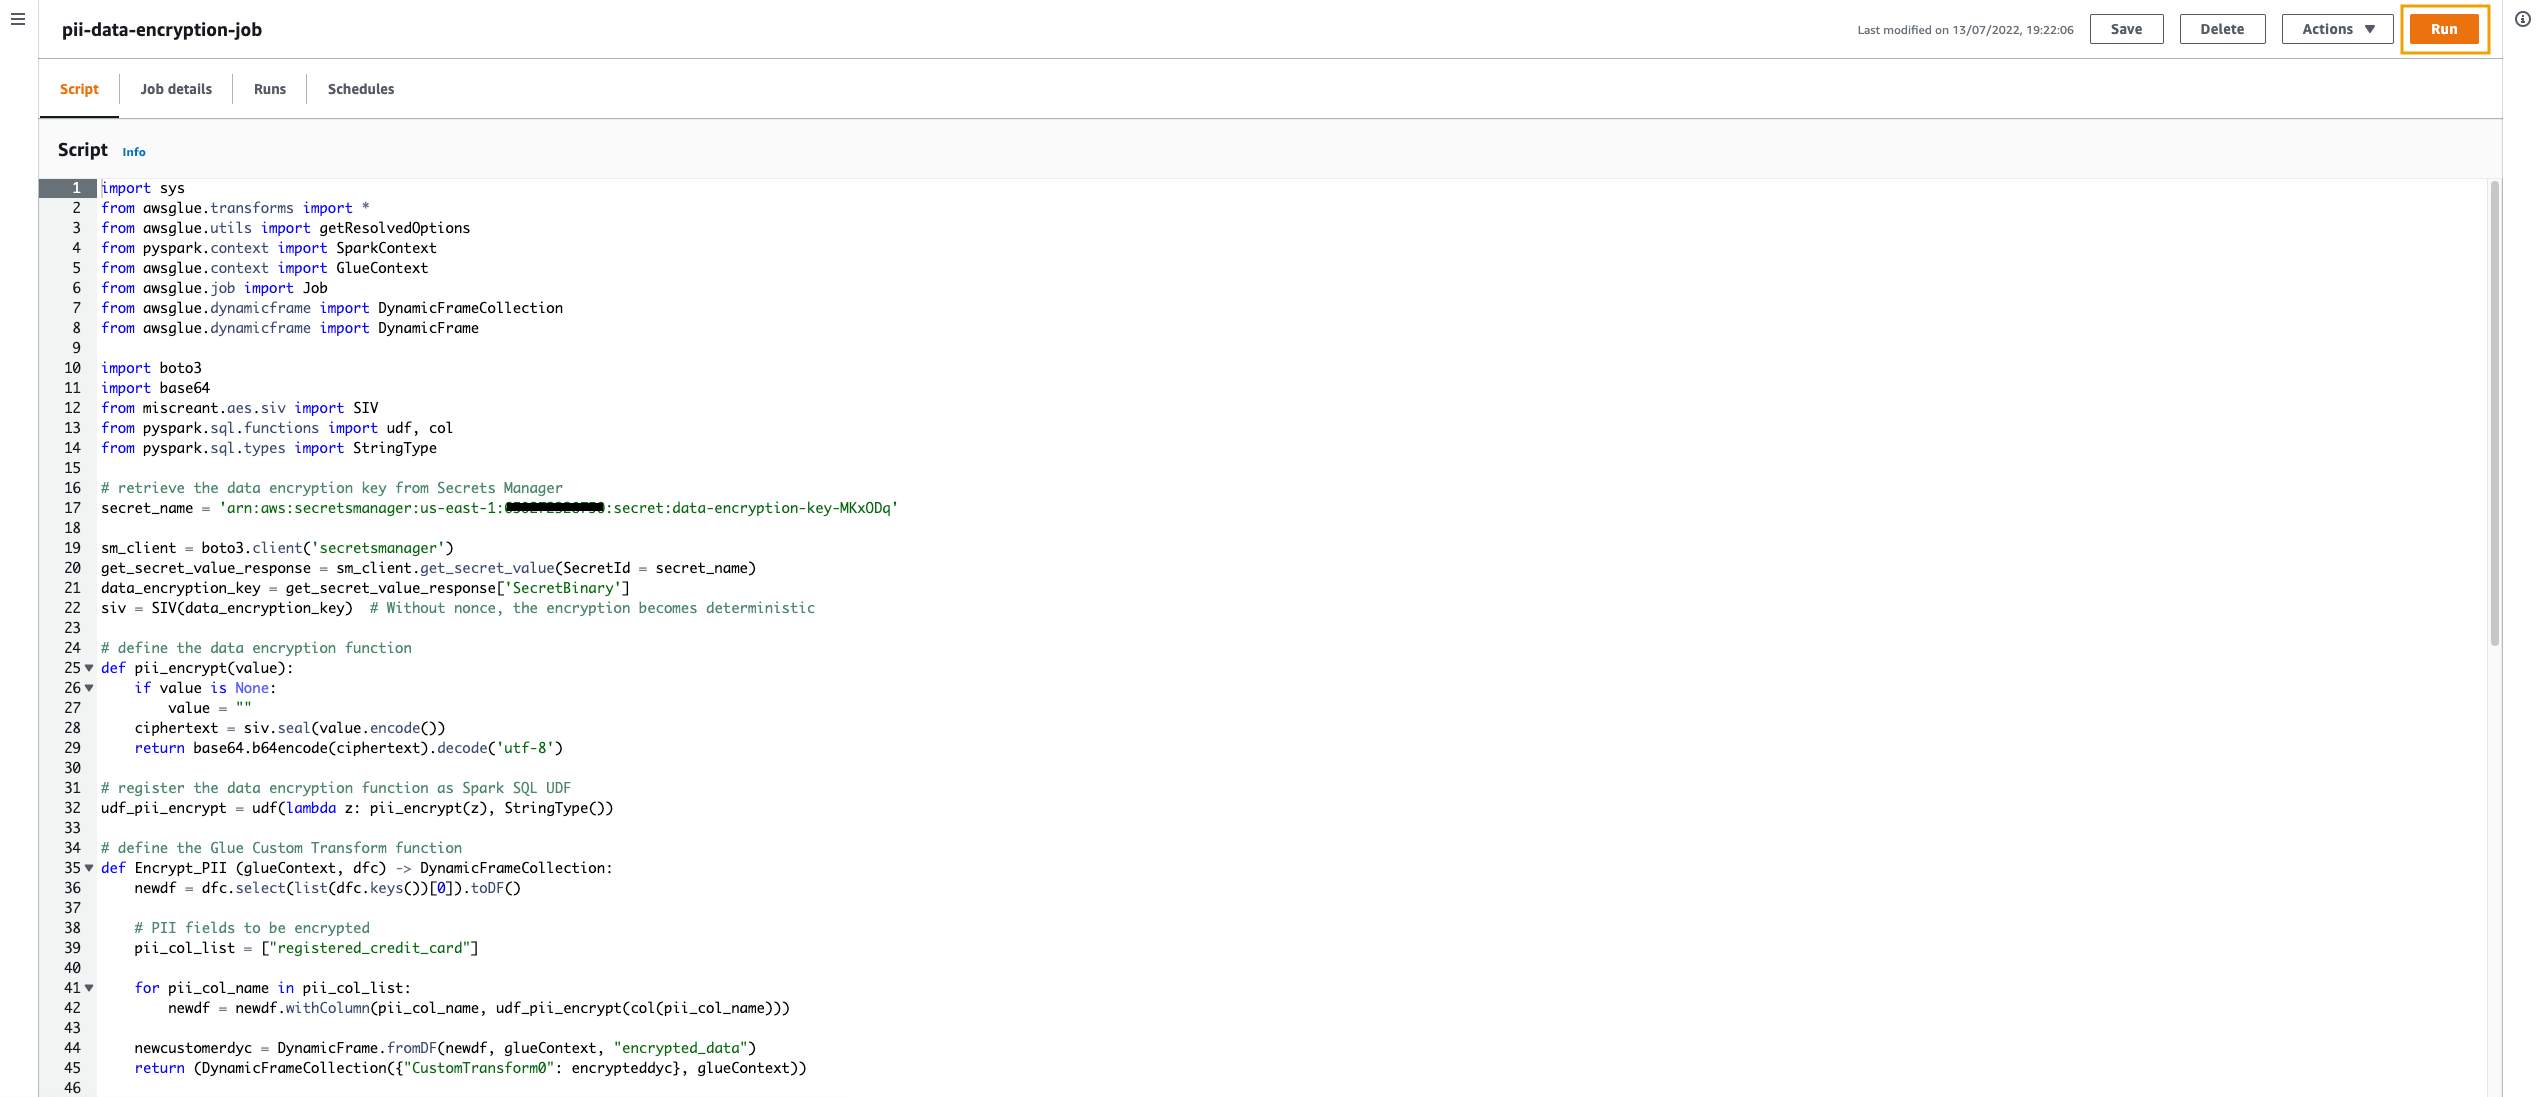 pii-data-encryption-job
Last modified on 13/07/2022, 19:22:06
Save
Delete
Actions
Run
Script
Job details
Runs
Schedules
Script
Info
1 import sys
2 from awsglue.transforms import *
3 from awsglue.utils import getResolvedOptions
4 from pyspark.context import SparkContext
5 from awsglue.context import GlueContext
6 from awsglue.job import Job
7 from awsglue.dynamicframe import DynamicFrameCollection
8 from awsglue.dynamicframe import DynamicFrame
9
10 import boto3
11 import base64
12 from miscreant.aes.siv import SIV
13 from pyspark.sql.functions import udf, col
14 from pyspark.sql.types import StringType
15
16 # retrieve the data encryption key from Secrets Manager
17 secret_name = 'arn:aws:secretsmanager:us-east-1: :secret:data-encryption-key-MKxODq'
18
19 sm_client = boto3.client('secretsmanager')
20 get_secret_value_response = sm_client.get_secret_value(SecretId = secret_name)
21 data_encryption_key = get_secret_value_response['SecretBinary']
22 siv = SIV(data_encryption_key)  # Without nonce, the encryption becomes deterministic
23
24 # define the data encryption function
25 def pii_encrypt(value):
26     if value is None:
27         value = ""
28     ciphertext = siv.seal(value.encode())
29     return base64.b64encode(ciphertext).decode('utf-8')
30
31 # register the data encryption function as Spark SQL UDF
32 udf_pii_encrypt = udf(lambda z: pii_encrypt(z), StringType())
33
34 # define the Glue Custom Transform function
35 def Encrypt_PII (glueContext, dfc) -> DynamicFrameCollection:
36     newdf = dfc.select(list(dfc.keys())[0]).toDF()
37
38     # PII fields to be encrypted
39     pii_col_list = ["registered_credit_card"]
40
41     for pii_col_name in pii_col_list:
42         newdf = newdf.withColumn(pii_col_name, udf_pii_encrypt(col(pii_col_name)))
43
44     newcustomerdyc = DynamicFrame.fromDF(newdf, glueContext, "encrypted_data")
45     return (DynamicFrameCollection({"CustomTransform0": encrypteddyc}, glueContext))
46